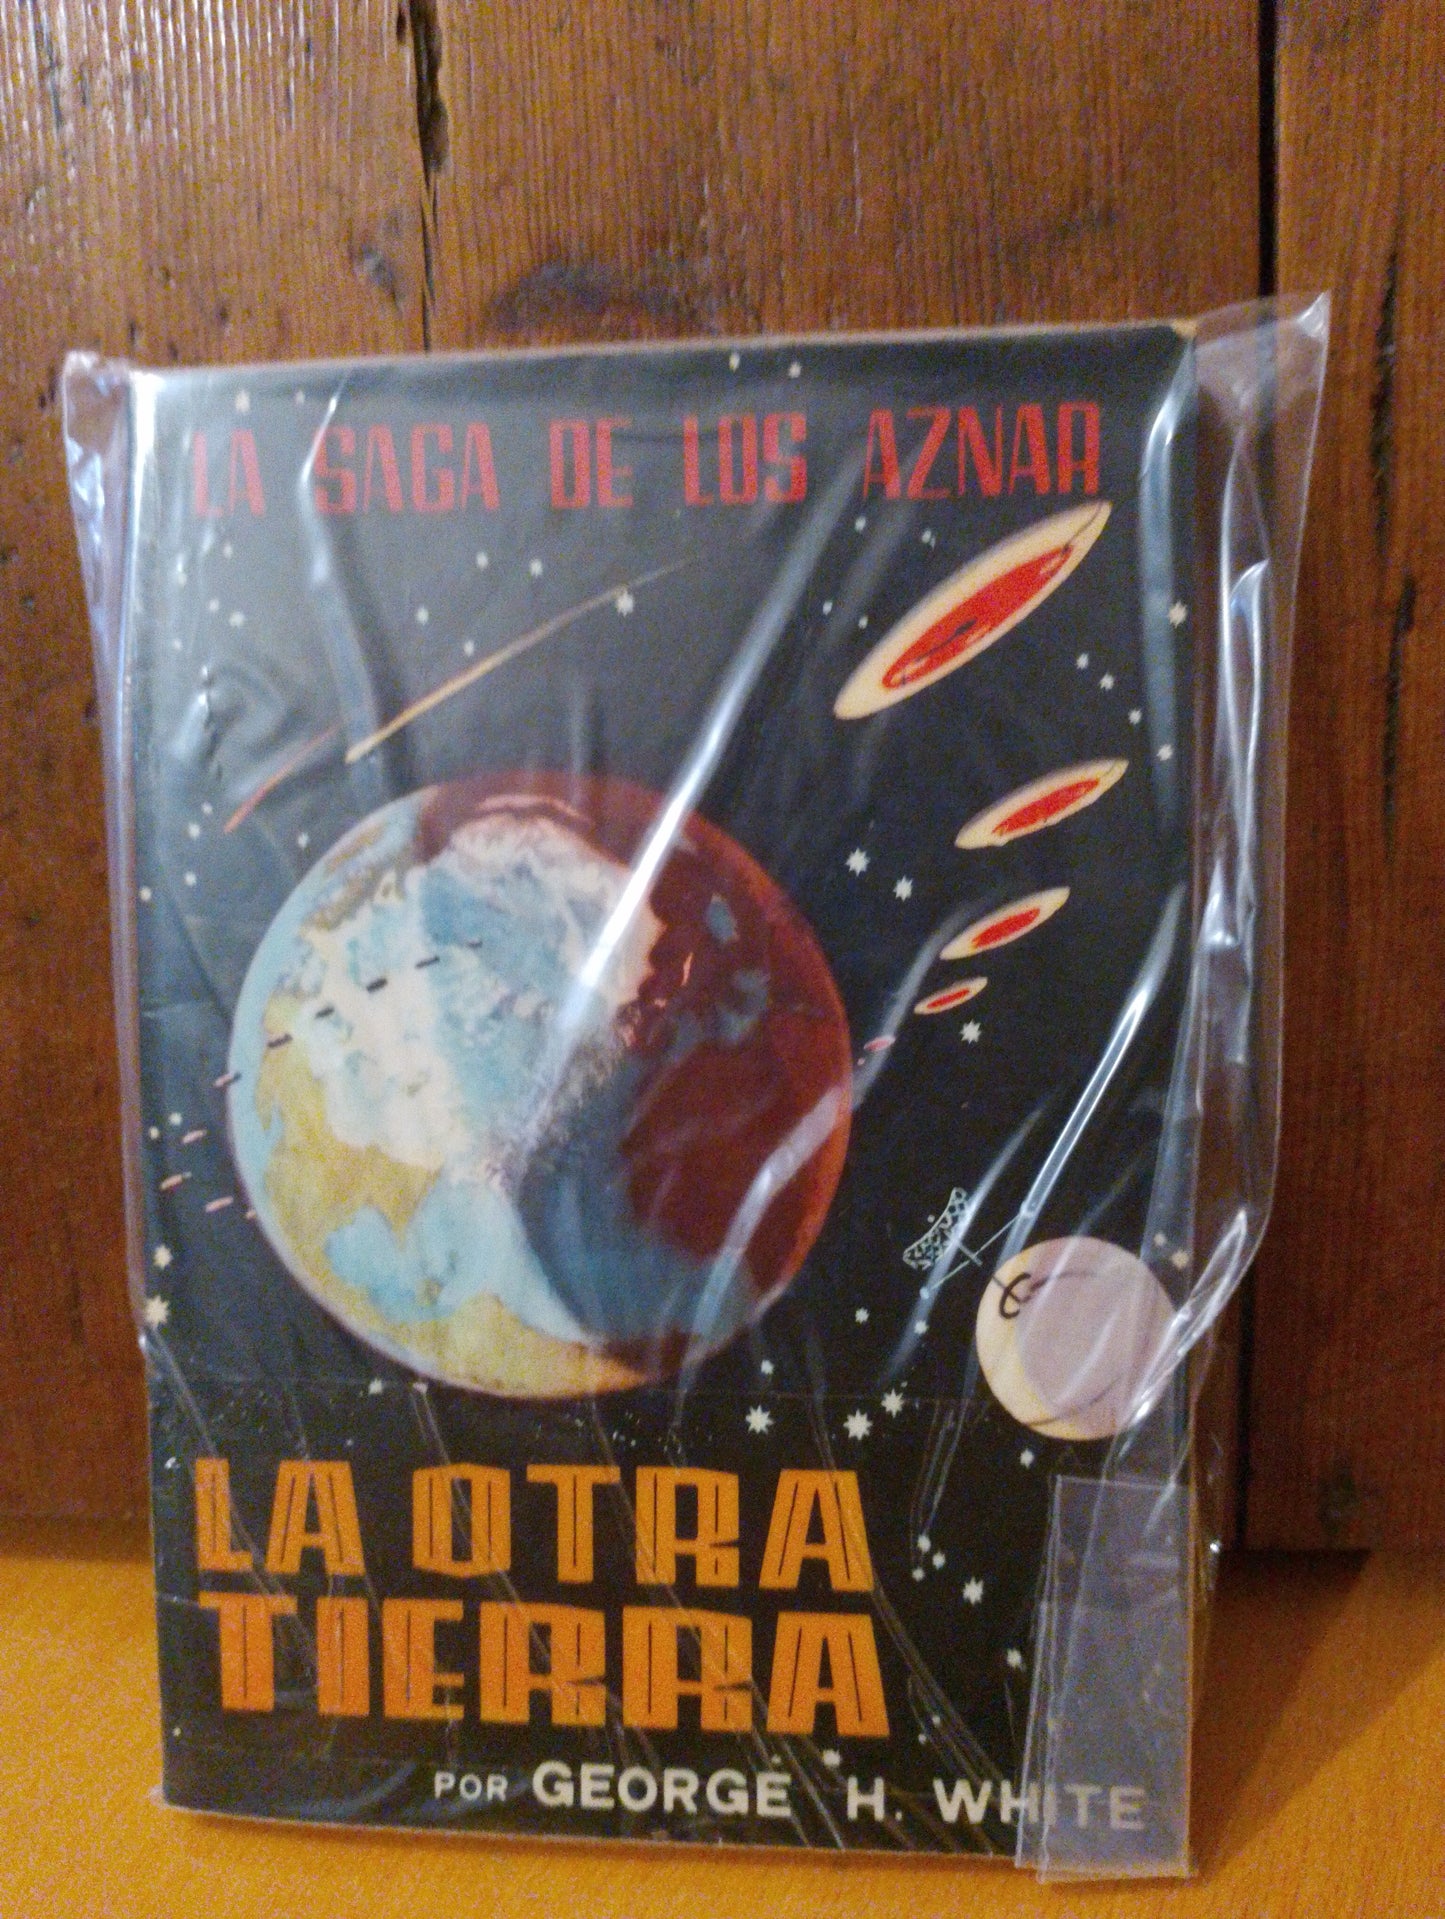 LA SAGA DE LOS AZNAR
LA OTRA
TIERRA
POR GEORGE H. WHITE